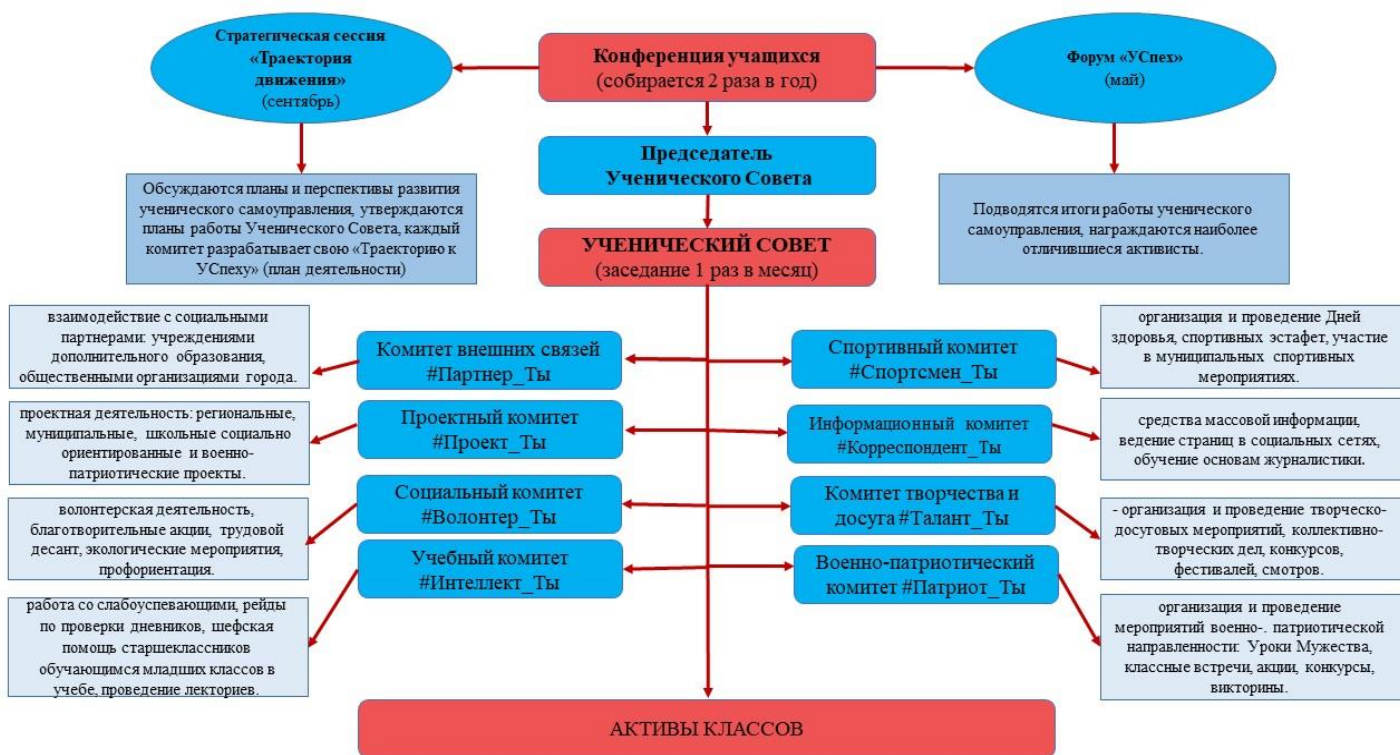 Стратегическая сессия
«Траектория
движения»
(сентябрь)
Конференция учащихся
(собирается 2 раза в год)
Форум «УСпех»
(май)
Председатель
Ученического Совета
Обсуждаются планы и перспективы развития
ученического самоуправления, утверждаются
планы работы Ученического Совета, каждый
комитет разрабатывает свою «Траекторию к
УСпеху» (план деятельности)
УЧЕНИЧЕСКИЙ СОВЕТ
(заседание 1 раз в месяц)
Подводятся итоги работы ученического
самоуправления, награждаются наиболее
отличившиеся активисты.
взаимодействие с социальными
партнерами: учреждениями
дополнительного образования,
общественными организациями города.
Комитет внешних связей
#Партнер_Ты
Спортивный комитет
#Спортсмен_Ты
организация и проведение Дней
здоровья, спортивных эстафет, участие
в муниципальных спортивных
мероприятиях.
проектная деятельность: региональные,
муниципальные, школьные социально
ориентированные и военно-
патриотические проекты.
Проектный комитет
#Проект_Ты
Информационный комитет
#Корреспондент_Ты
средства массовой информации,
ведение страниц в социальных сетях,
обучение основам журналистики.
волонтерская деятельность,
благотворительные акции, трудовой
десант, экологические мероприятия,
профориентация.
Социальный комитет
#Волонтер_Ты
Комитет творчества и
досуга #Талант_Ты
- организация и проведение творческо-
досуговых мероприятий, коллективно-
творческих дел, конкурсов,
фестивалей, смотров.
работа со слабоуспевающими, рейды
по проверки дневников, шефская
помощь старшеклассников
обучающимся младших классов в
учебе, проведение лекториев.
Учебный комитет
#Интеллект_Ты
Военно-патриотический
комитет #Патриот_Ты
организация и проведение
мероприятий военно-. патриотической
направленности: Уроки Мужества,
классные встречи, акции, конкурсы,
викторины.
АКТИВЫ КЛАССОВ